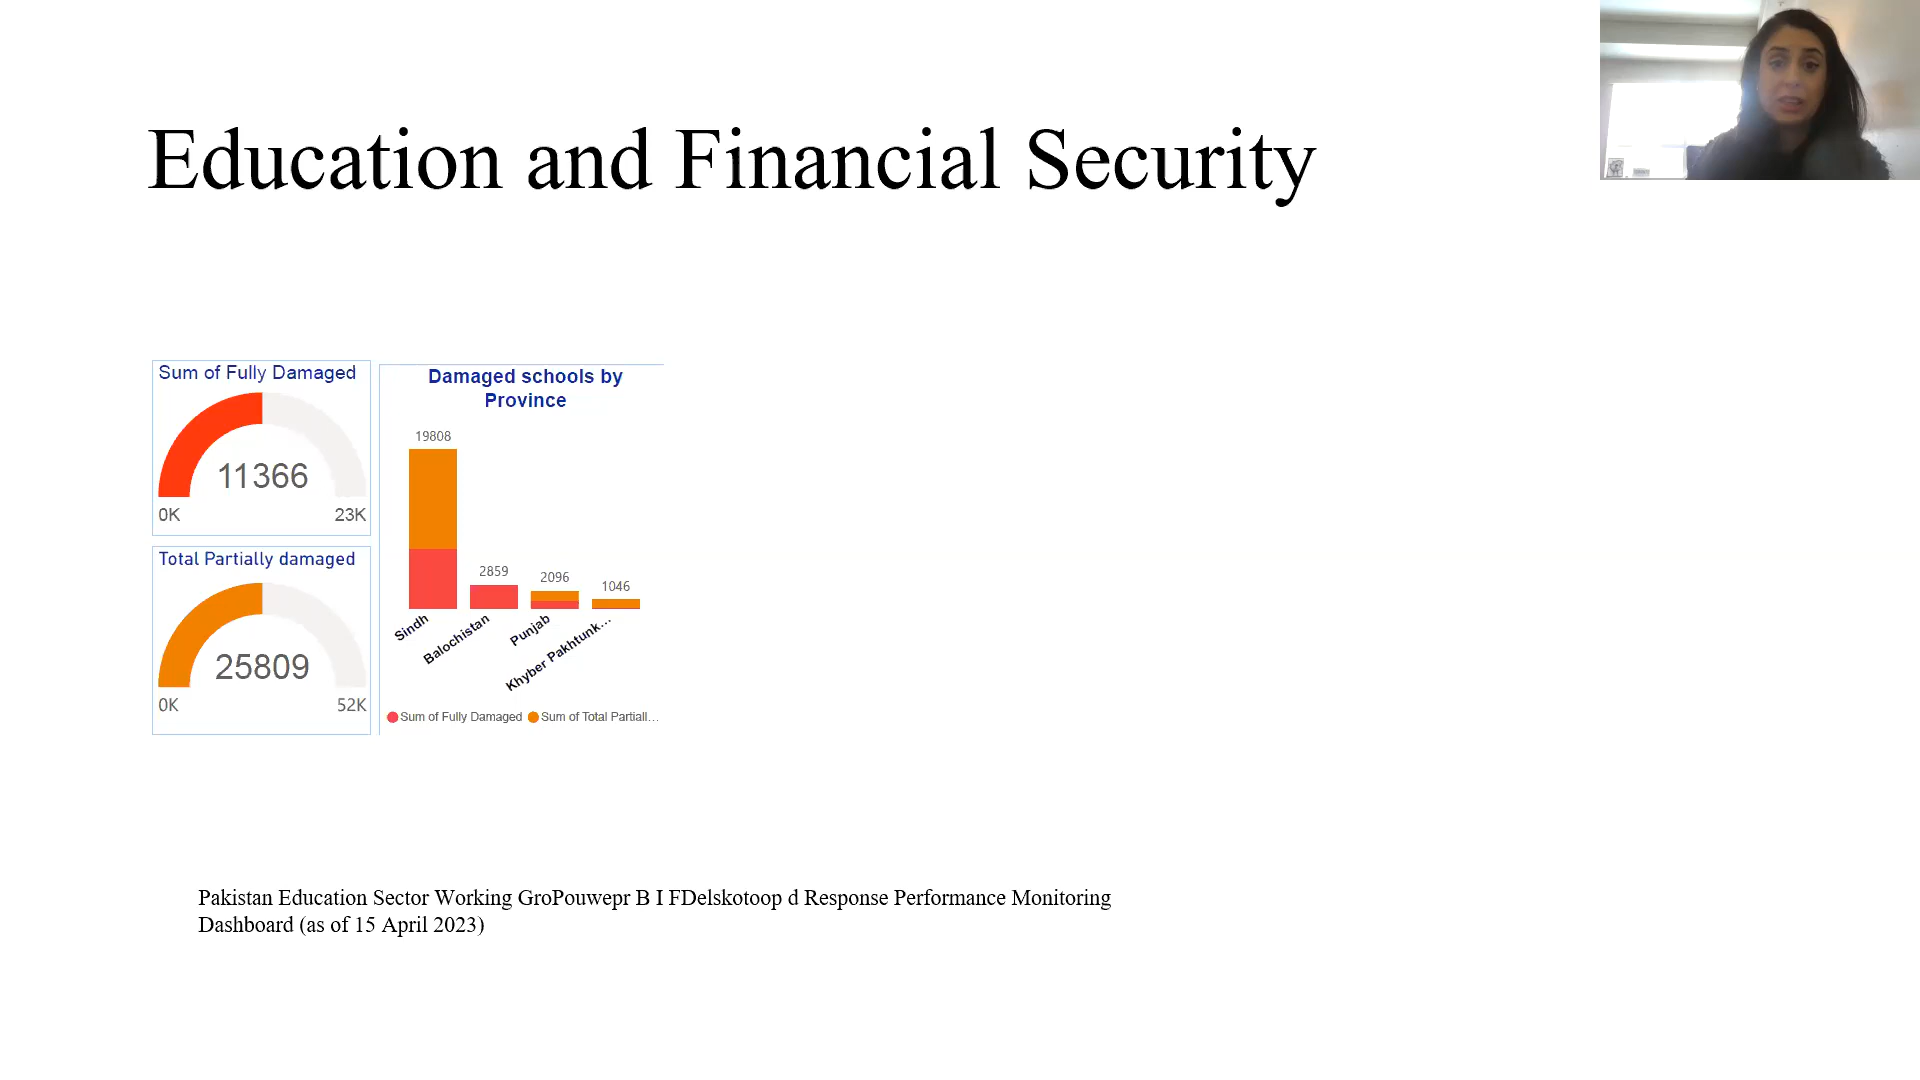 Education and Financial Security
Sum of Fully Damaged
11366
0K
23K
Total Partially damaged
25809
0K
52K
Damaged schools by
Province
19808
2859
2096
1046
Sindh
Balochistan
Punjab
Khyber Pakhtunk...
Sum of Fully Damaged
Sum of Total Partiall...
Pakistan Education Sector Working GroPouwepr B I FDelskotoop d Response Performance Monitoring
Dashboard (as of 15 April 2023)